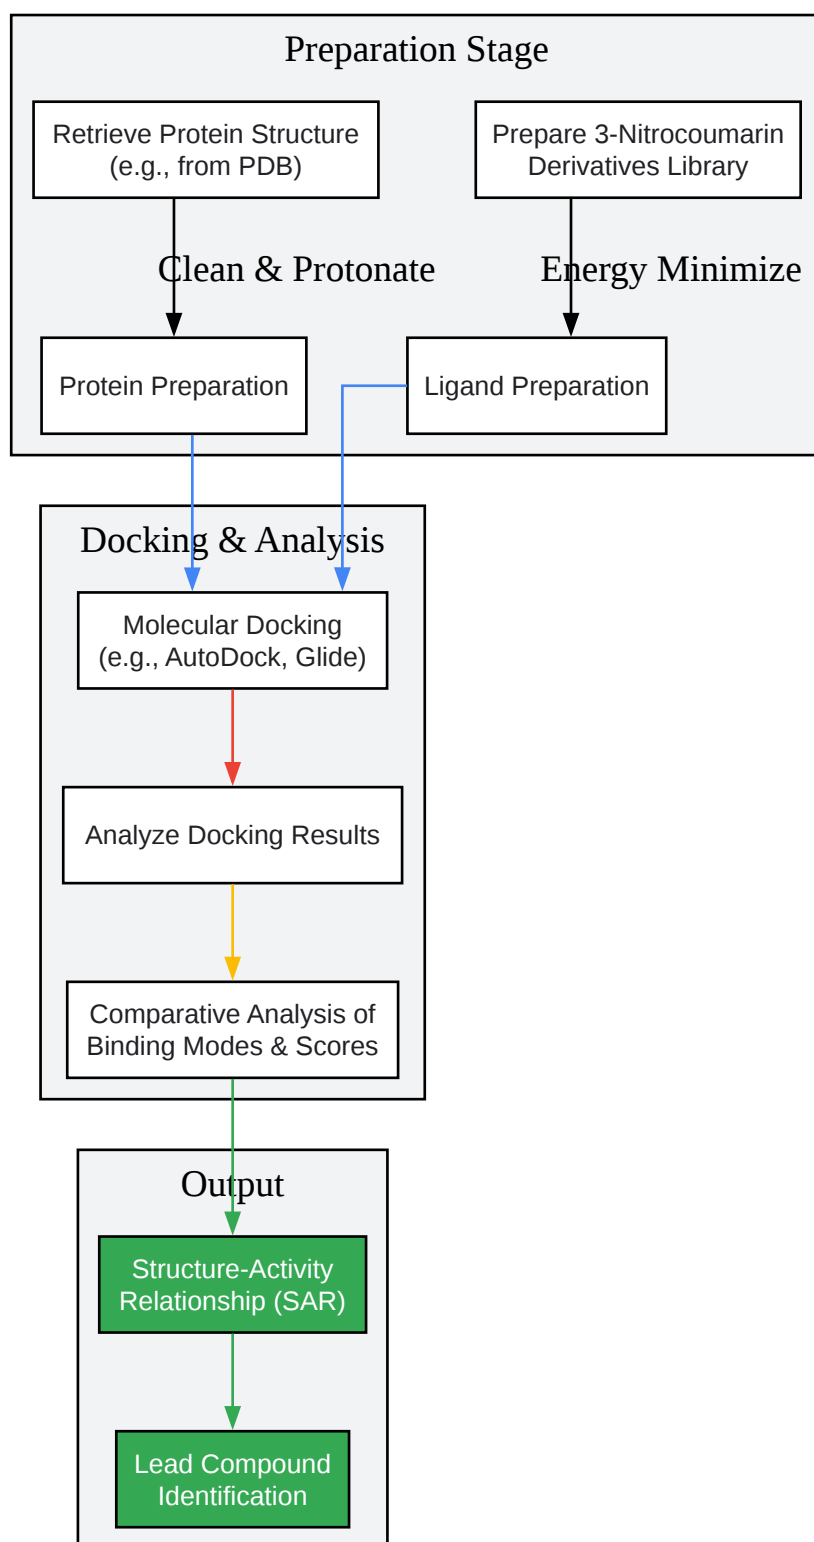 Preparation Stage
Retrieve Protein Structure
(e.g., from PDB)
Prepare 3-Nitrocoumarin
Derivatives Library
Clean & Protonate
Energy Minimize
Protein Preparation
Ligand Preparation
Docking & Analysis
Molecular Docking
(e.g., AutoDock, Glide)
Analyze Docking Results
Comparative Analysis of
Binding Modes & Scores
Output
Structure-Activity
Relationship (SAR)
Lead Compound
Identification